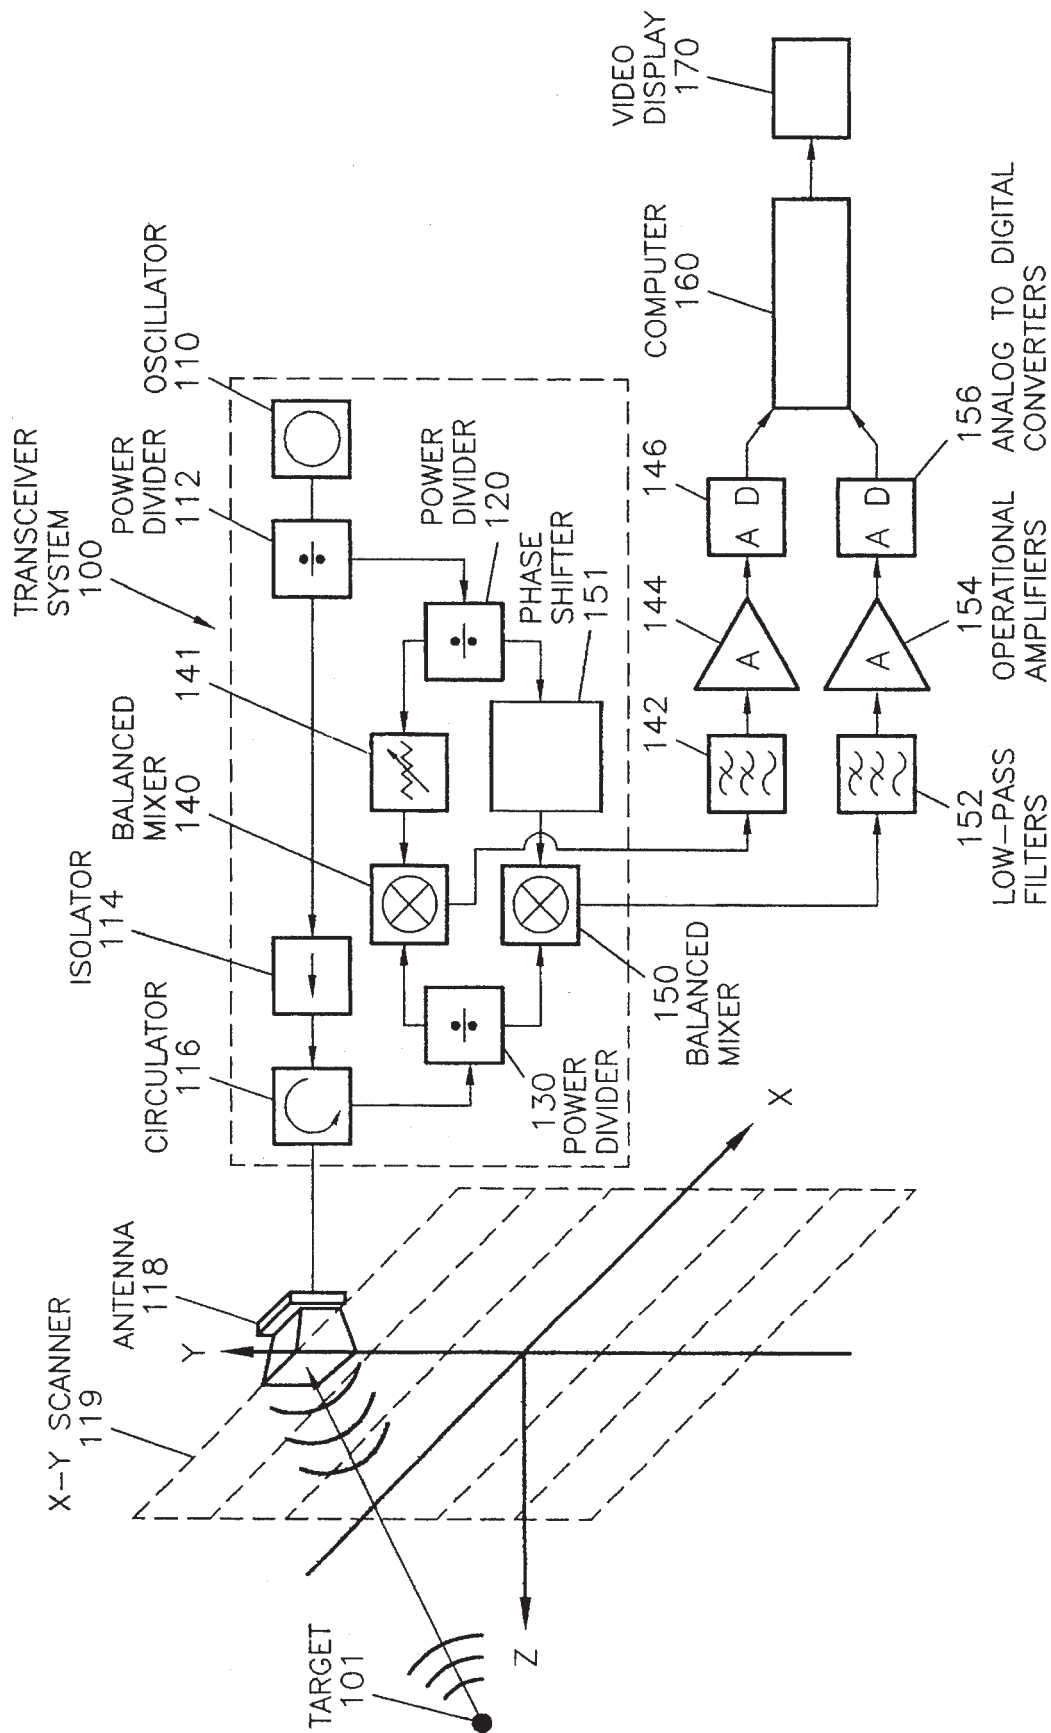 TRANSCEIVER
SYSTEM
100
X-Y SCANNER
119
ANTENNA
118
CIRCULATOR
116
ISOLATOR
114
BALANCED
MIXER
140
141
POWER
DIVIDER
112
OSCILLATOR
110
Y
X
Z
TARGET
101
130
POWER
DIVIDER
150
BALANCED
MIXER
PHASE
SHIFTER
151
POWER
DIVIDER
120
142
144
146
A
A D
A
A D
152
LOW-PASS
FILTERS
154
OPERATIONAL
AMPLIFIERS
156
ANALOG TO DIGITAL
CONVERTERS
COMPUTER
160
VIDEO
DISPLAY
170